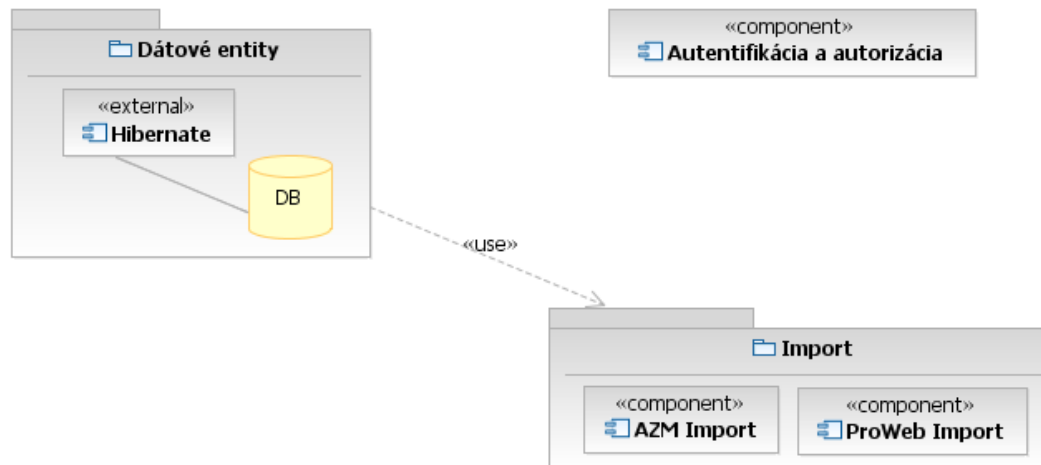 Dátové entity
«external»
Hibernate
DB
«component»
Autentifikácia a autorizácia
«use»
Import
«component»
AZM Import
«component»
ProWeb Import